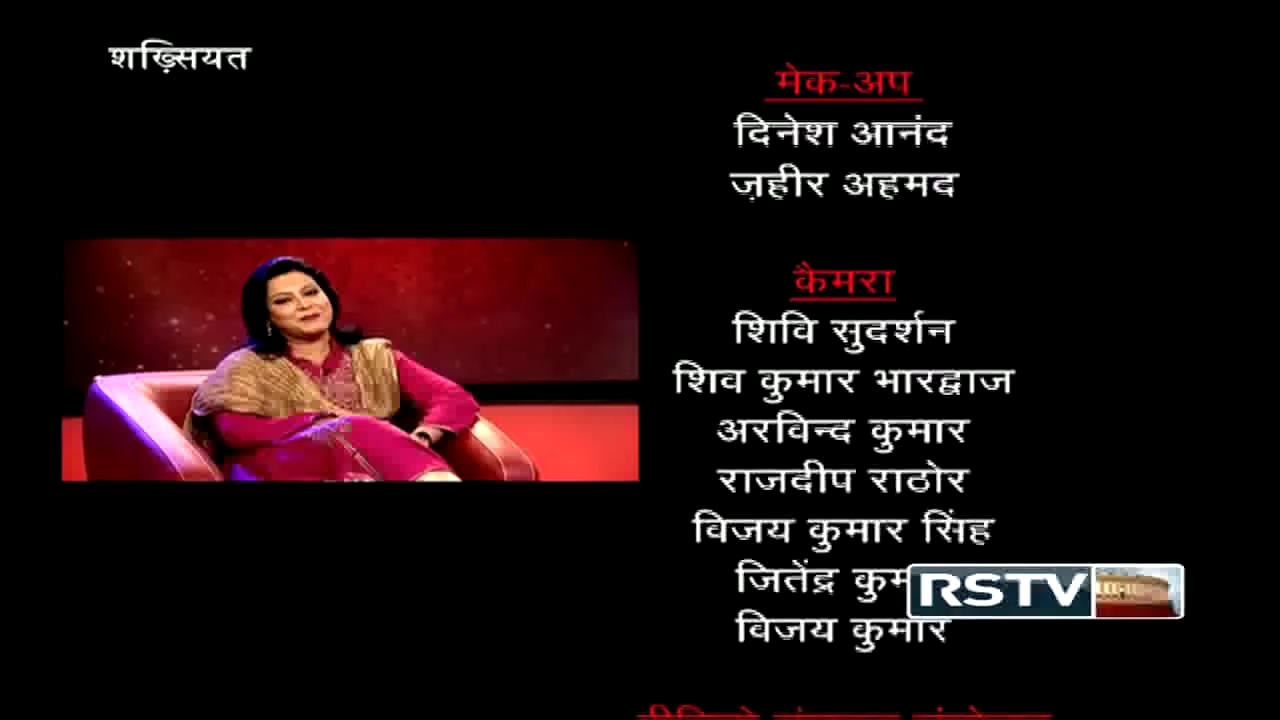 शख़्सियत
मेक-अप
दिनेश आनंद
ज़हीर अहमद
कैमरा
शिवि सुदर्शन
शिव कुमार भारद्वाज
अरविन्द कुमार
राजदीप राठोर
विजय कुमार सिंह
जितेंद्र
RSTV
विजय कुमार